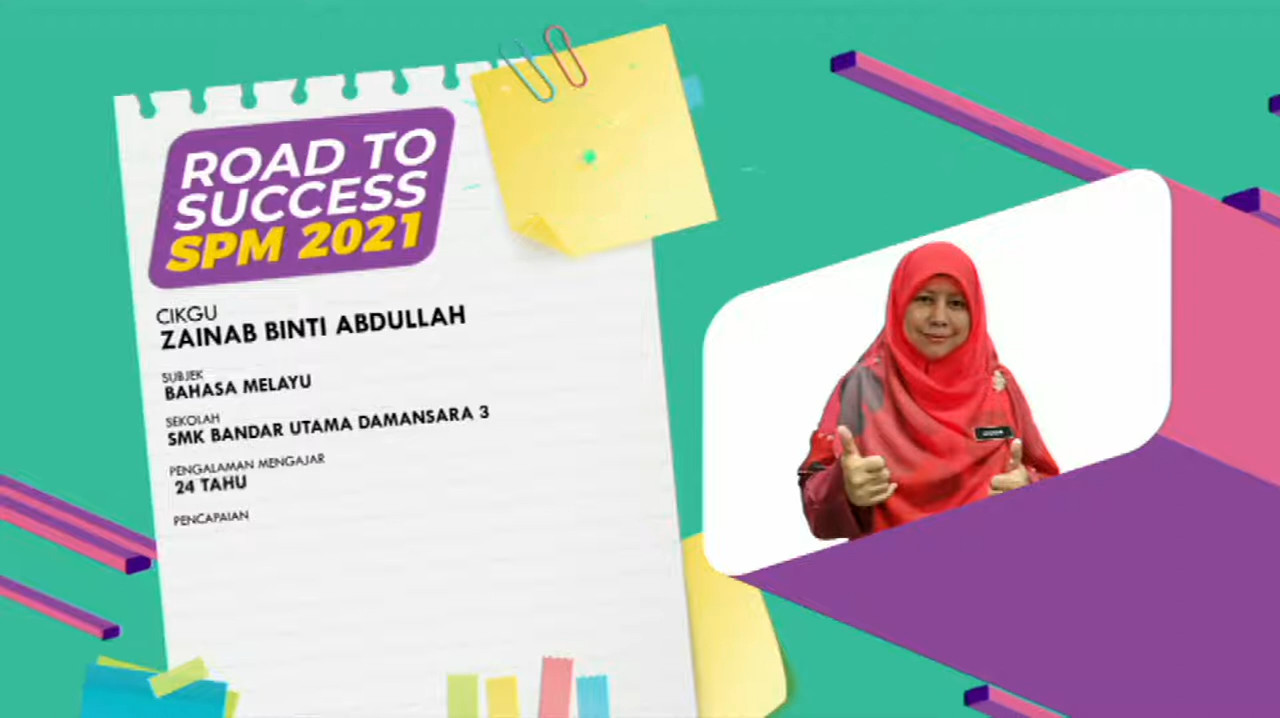 ROAD TO
SUCCESS
SPM 2021
CIKGU
ZAINAB BINTI ABDULLAH
SUBJEK
BAHASA MELAYU
SEKOLAH
SMK BANDAR UTAMA DAMANSARA 3
PENGALAMAN MENGAJAR
24 TAHU
PENCAPAIAN